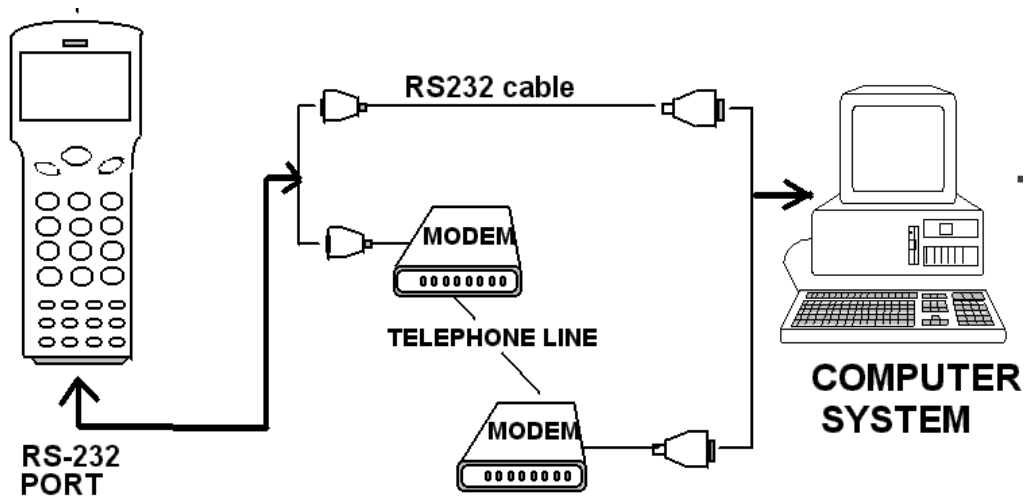 RS232 cable
MODEM
TELEPHONE LINE
MODEM
COMPUTER
SYSTEM
RS-232
PORT